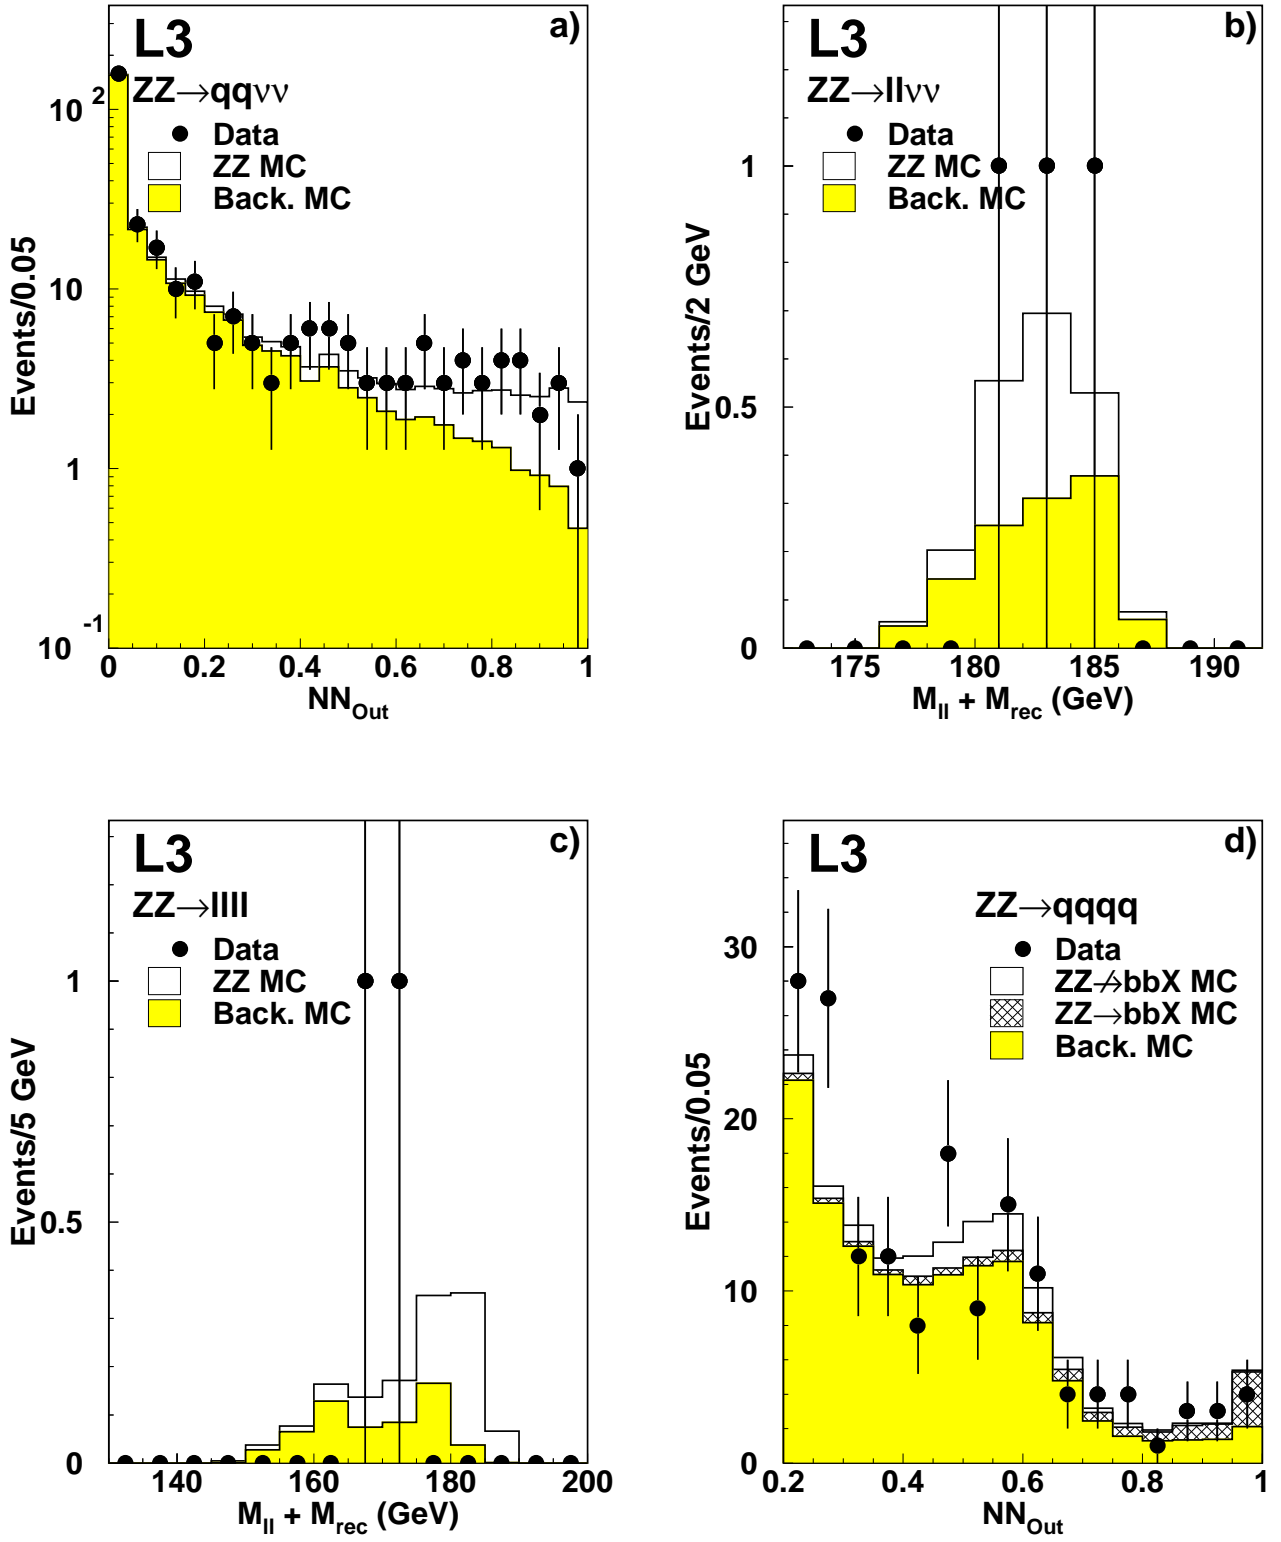 L3
a)
ZZ→qqνν
Data
ZZ MC
Back. MC
Events/0.05
10 2
10
1
10 -1
0 0.2 0.4 0.6 0.8 1
NNOut
L3
b)
ZZ→llνν
Data
ZZ MC
Back. MC
Events/2 GeV
1
0.5
0
175 180 185 190
Mll + Mrec (GeV)
L3
c)
ZZ→llll
Data
ZZ MC
Back. MC
Events/5 GeV
1
0.5
0
140 160 180 200
Mll + Mrec (GeV)
L3
d)
ZZ→qqqq
Data
ZZ↛bbX MC
ZZ→bbX MC
Back. MC
Events/0.05
30
20
10
0
0.2 0.4 0.6 0.8 1
NNOut